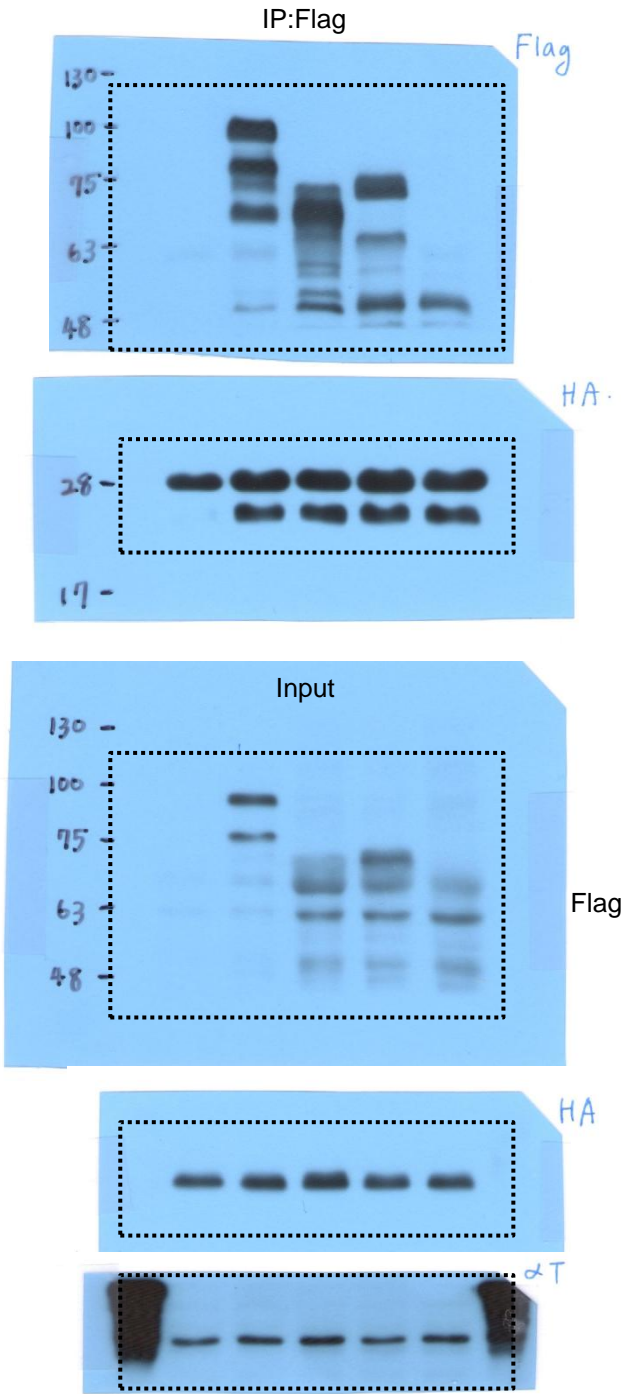 IP:Flag
Flag
130-
100-
75-
63-
48-
HA.
28-
17-
Input
130-
100-
75-
63-
48-
Flag
HA
αT